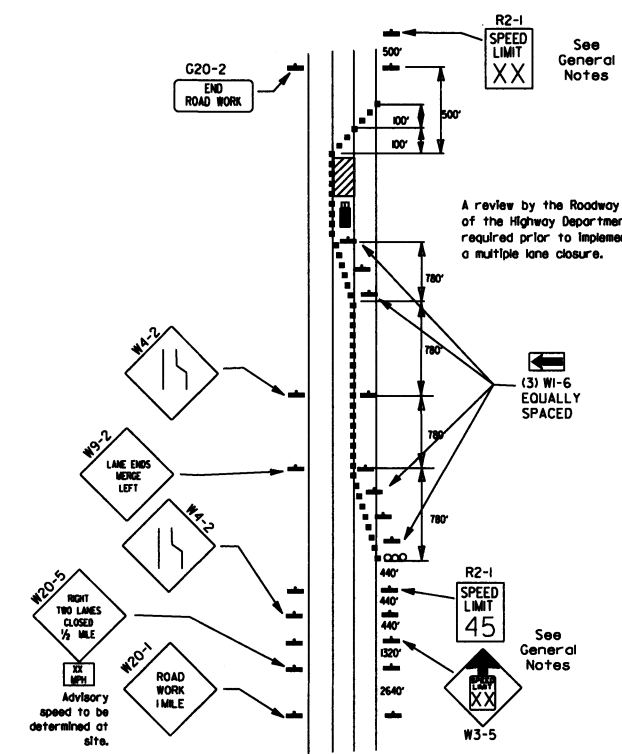 R2-1
SPEED
LIMIT
XX
See
General
Notes
500'
G20-2
END
ROAD WORK
500'
100'
100'
A review by the Roadway
of the Highway Departmen
required prior to impleme
a multiple lane closure.
780'
780'
W4-2
(3) W1-6
EQUALLY
SPACED
W9-2
LANE ENDS
MERGE
LEFT
780'
780'
W4-2
440'
R2-1
SPEED
LIMIT
45
440'
440'
W20-5
RIGHT
TWO LANES
CLOSED
1/2 MILE
XX
MPH
Advisory
speed to be
determined at
site.
W20-1
ROAD
WORK
1 MILE
1320'
2640'
See
General
Notes
SPEED
LIMIT
XX
W3-5